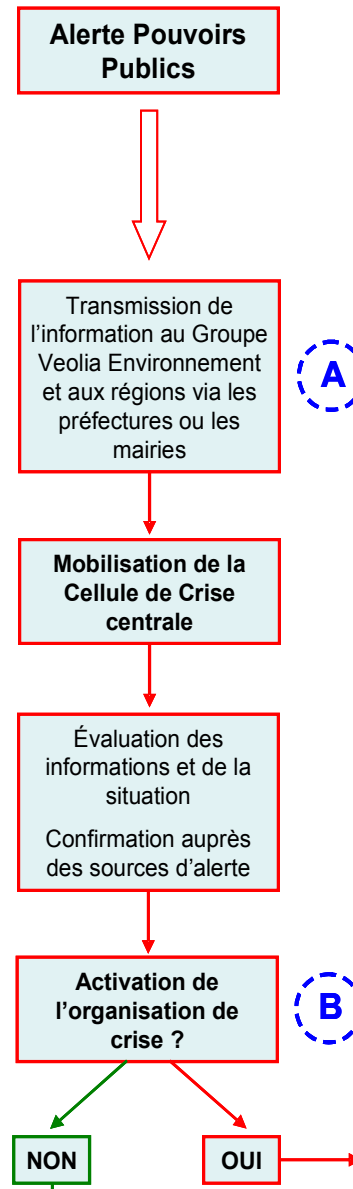 Alerte Pouvoirs
Publics
Transmission de
l'information au Groupe
Veolia Environnement
et aux régions via les
préfectures ou les
mairies
A
Mobilisation de la
Cellule de Crise
centrale
Évaluation des
informations et de la
situation
Confirmation auprès
des sources d'alerte
Activation de
l'organisation de
crise ?
B
NON
OUI